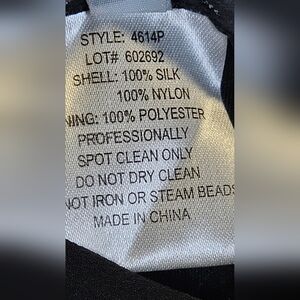 STYLE: 4614P
LOT# 602692
SHELL: 100% SILK
100% NYLON
NING: 100% POLYESTER
PROFESSIONALLY
SPOT CLEAN ONLY
DO NOT DRY CLEAN
NOT IRON OR STEAM BEADS
MADE IN CHINA